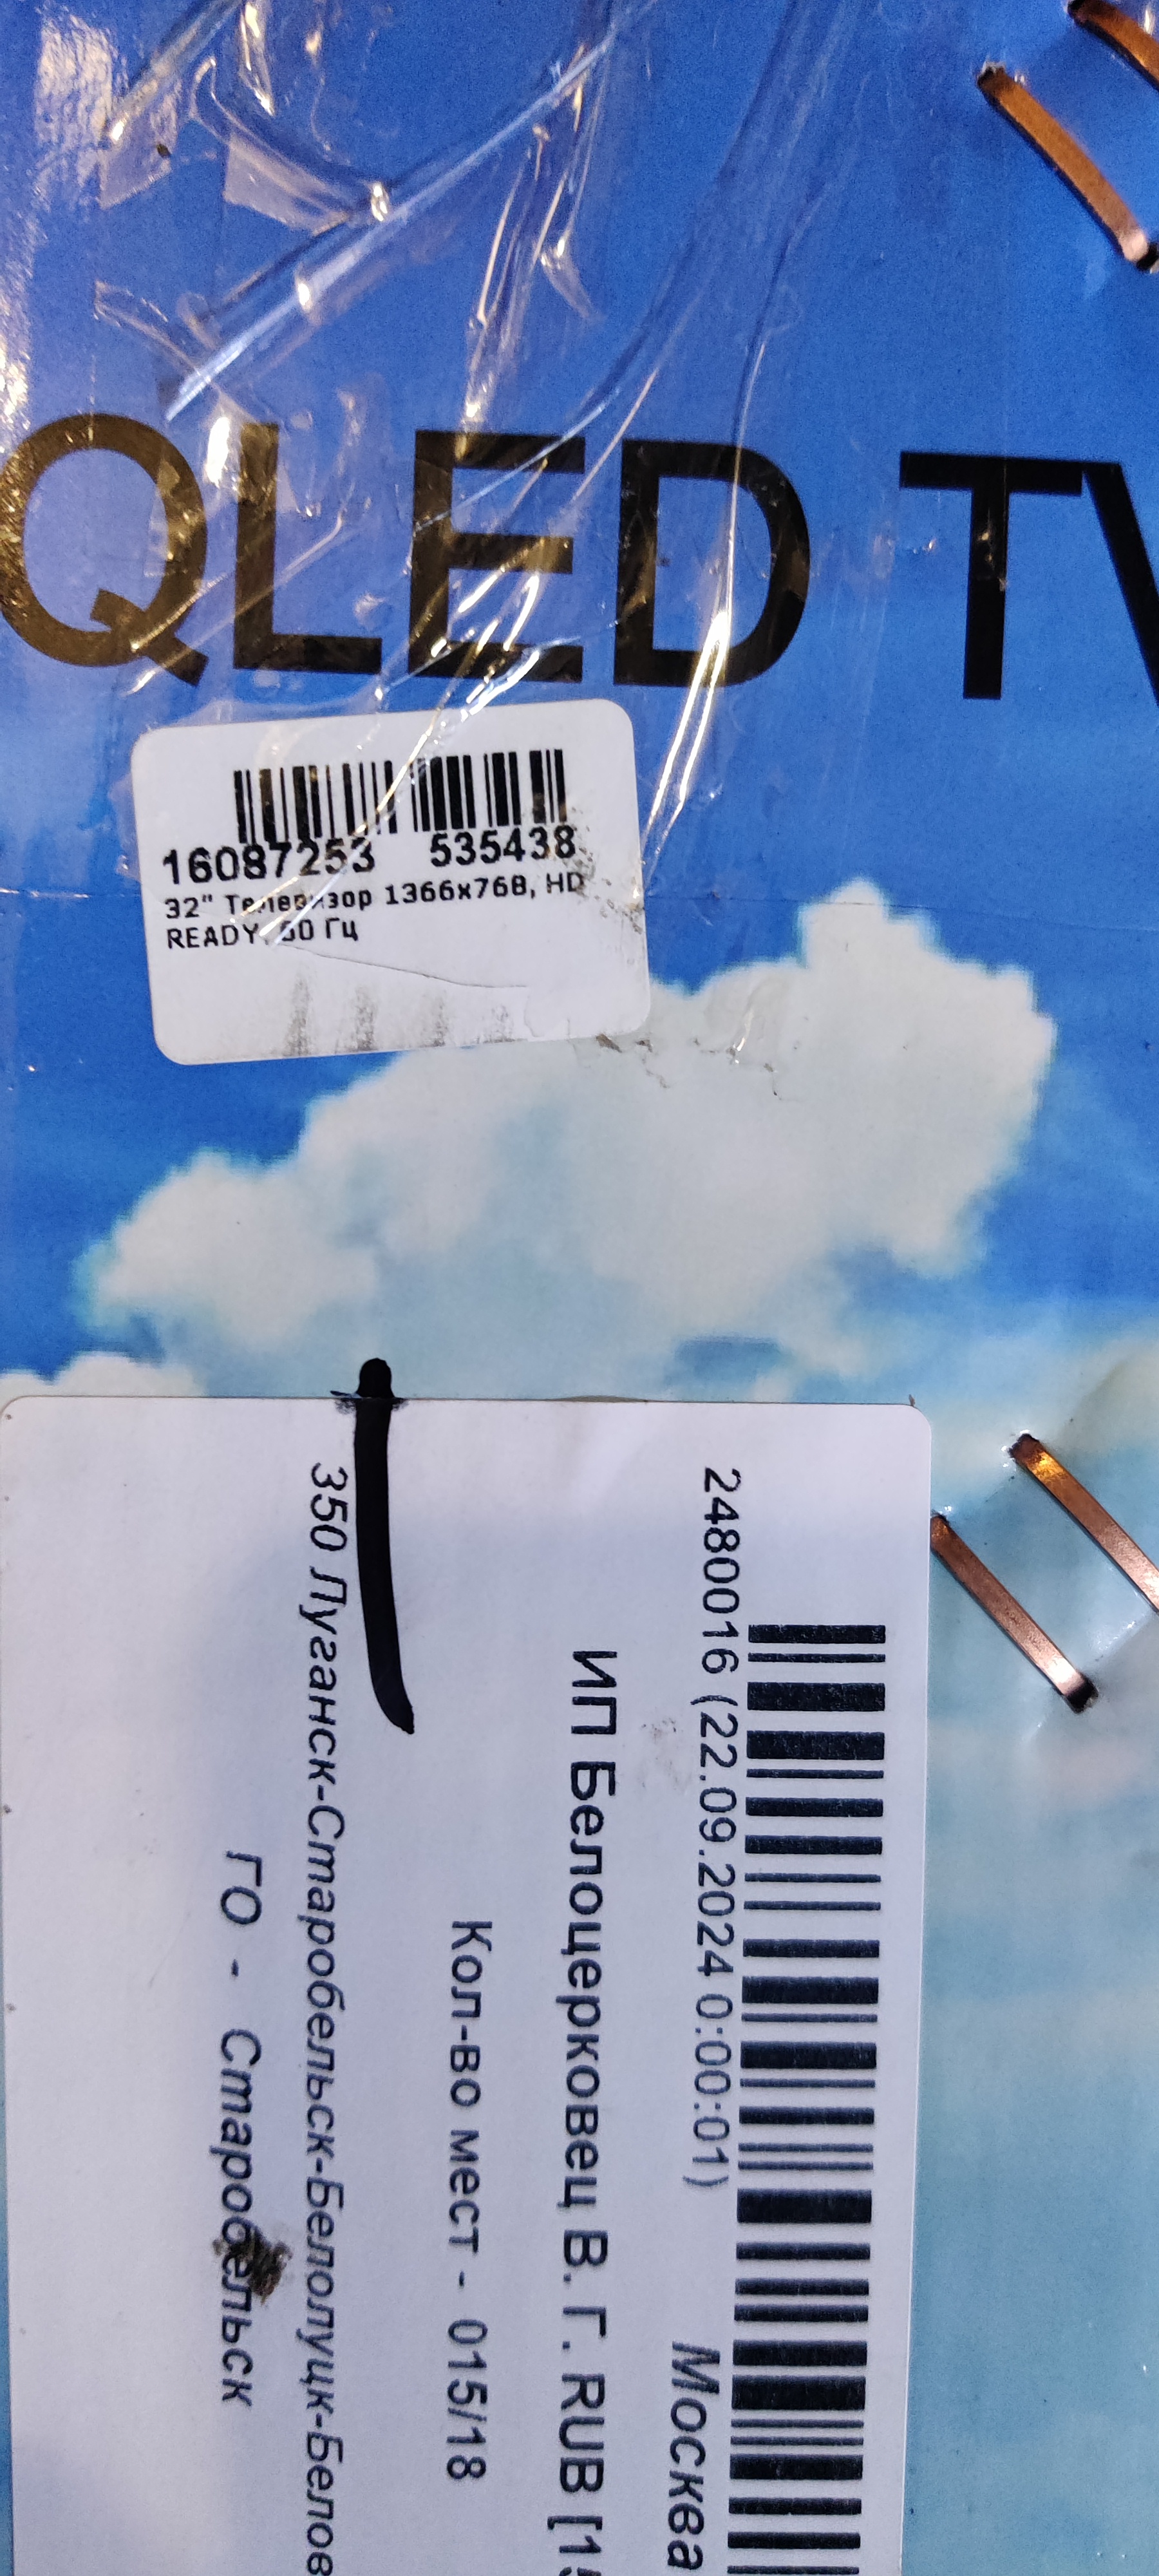 QLED TV
16087253 535438
32" Телевизор 1366x768, HD
READY, 60 Гц
2480016 (22.09.2024 0:00:01)
Москва
ИП Белоцерковец В. Г. RUB [15
Кол-во мест - 015/18
350 Луганск-Старобельск-Белолуцк-Белов
ГО - Старобельск